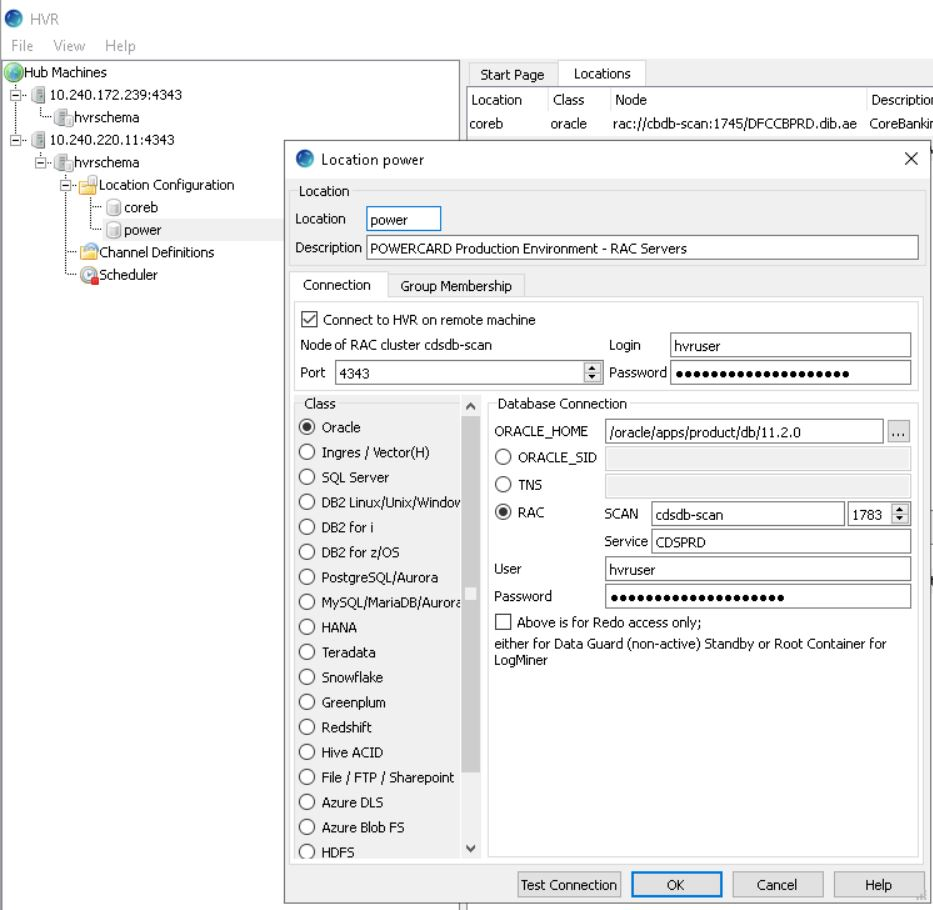 HVR
File View Help
Hub Machines
10.240.172.239:4343
hvrschema
10.240.220.11:4343
hvrschema
Location Configuration
coreb
power
Channel Definitions
Scheduler
Start Page Locations
Location Class Node Description
coreb oracle rac://cbdb-scan:1745/DFCCBPRD.dib.ae CoreBankin
Location power
Location
Location power
Description POWERCARD Production Environment - RAC Servers
Connection Group Membership
Connect to HVR on remote machine
Node of RAC cluster cdsdb-scan Login hvruser
Port 4343 Password ●●●●●●●●●●●●●●●●●●●●
Class
Oracle
Ingres / Vector(H)
SQL Server
DB2 Linux/Unix/Window
DB2 for i
DB2 for z/OS
PostgreSQL/Aurora
MySQL/MariaDB/Aurora
HANA
Teradata
Snowflake
Greenplum
Redshift
Hive ACID
File / FTP / Sharepoint
Azure DLS
Azure Blob FS
HDFS
Database Connection
ORACLE_HOME /oracle/apps/product/db/11.2.0 ...
ORACLE_SID
TNS
RAC SCAN cdsdb-scan 1783
Service CDSPRD
User hvruser
Password ●●●●●●●●●●●●●●●●●●●●
Above is for Redo access only;
either for Data Guard (non-active) Standby or Root Container for
LogMiner
Test Connection OK Cancel Help